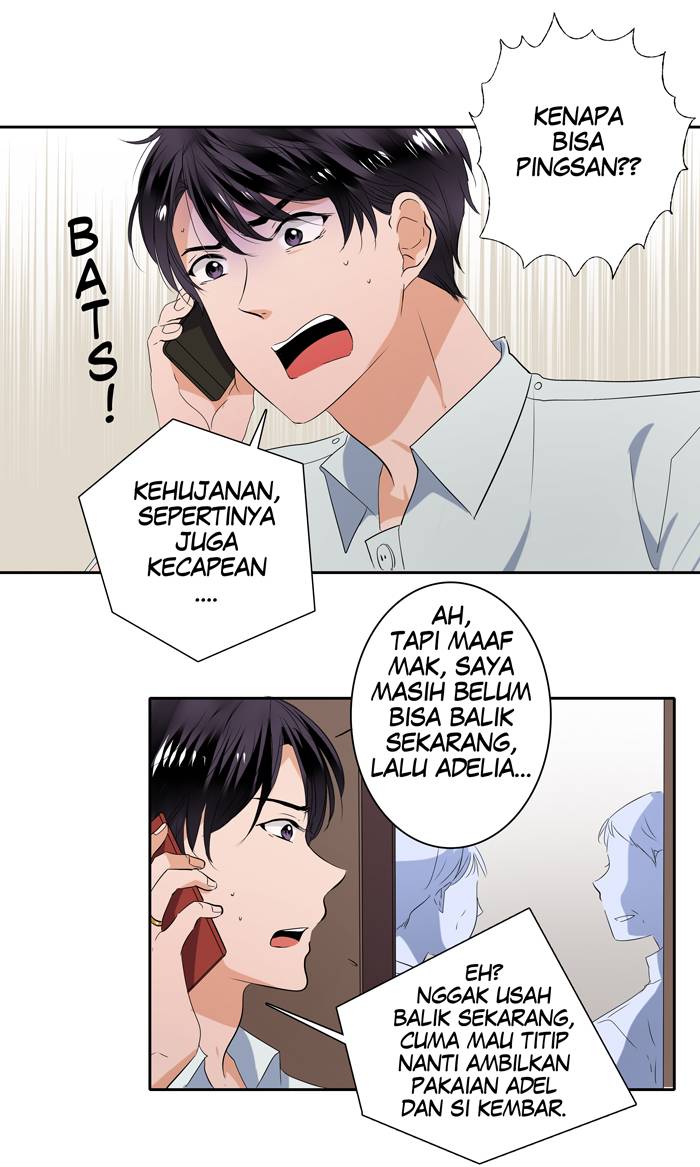 KENAPA
BISA
PINGSAN??
BATS!
KEHUJANAN,
SEPERTINYA
JUGA
KECAPEAN
....
AH,
TAPI MAAF
MAK, SAYA
MASIH BELUM
BISA BALIK
SEKARANG,
LALU ADELIA...
EH?
NGGAK USAH
BALIK SEKARANG,
CUMA MAU TITIP
NANTI AMBILKAN
PAKAIAN ADEL
DAN SI KEMBAR.